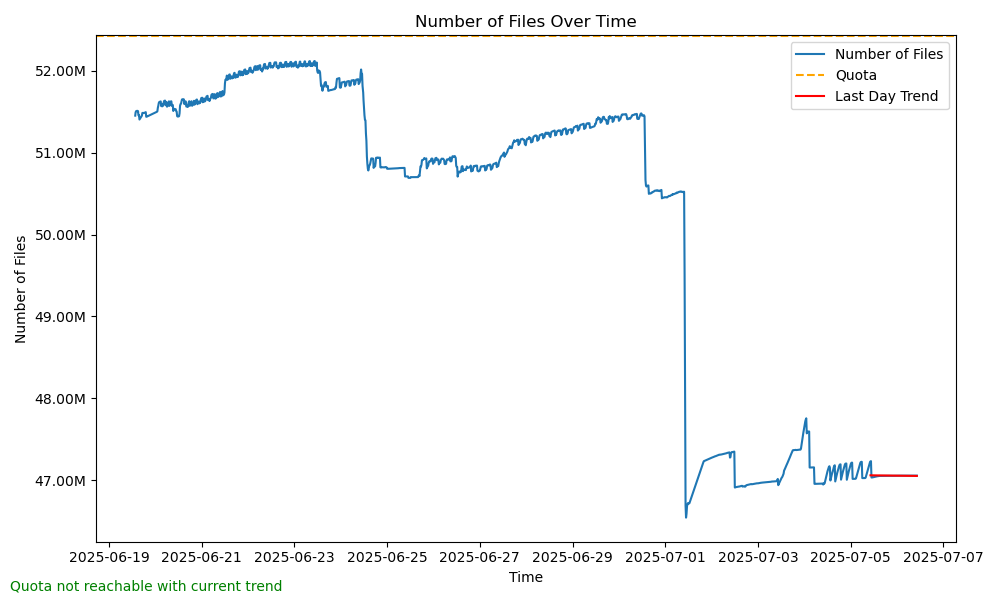 Number of Files Over Time
Number of Files
Quota
Last Day Trend
52.00M
51.00M
50.00M
49.00M
48.00M
47.00M
Number of Files
2025-06-19
2025-06-21
2025-06-23
2025-06-25
2025-06-27
2025-06-29
2025-07-01
2025-07-03
2025-07-05
2025-07-07
Time
Quota not reachable with current trend